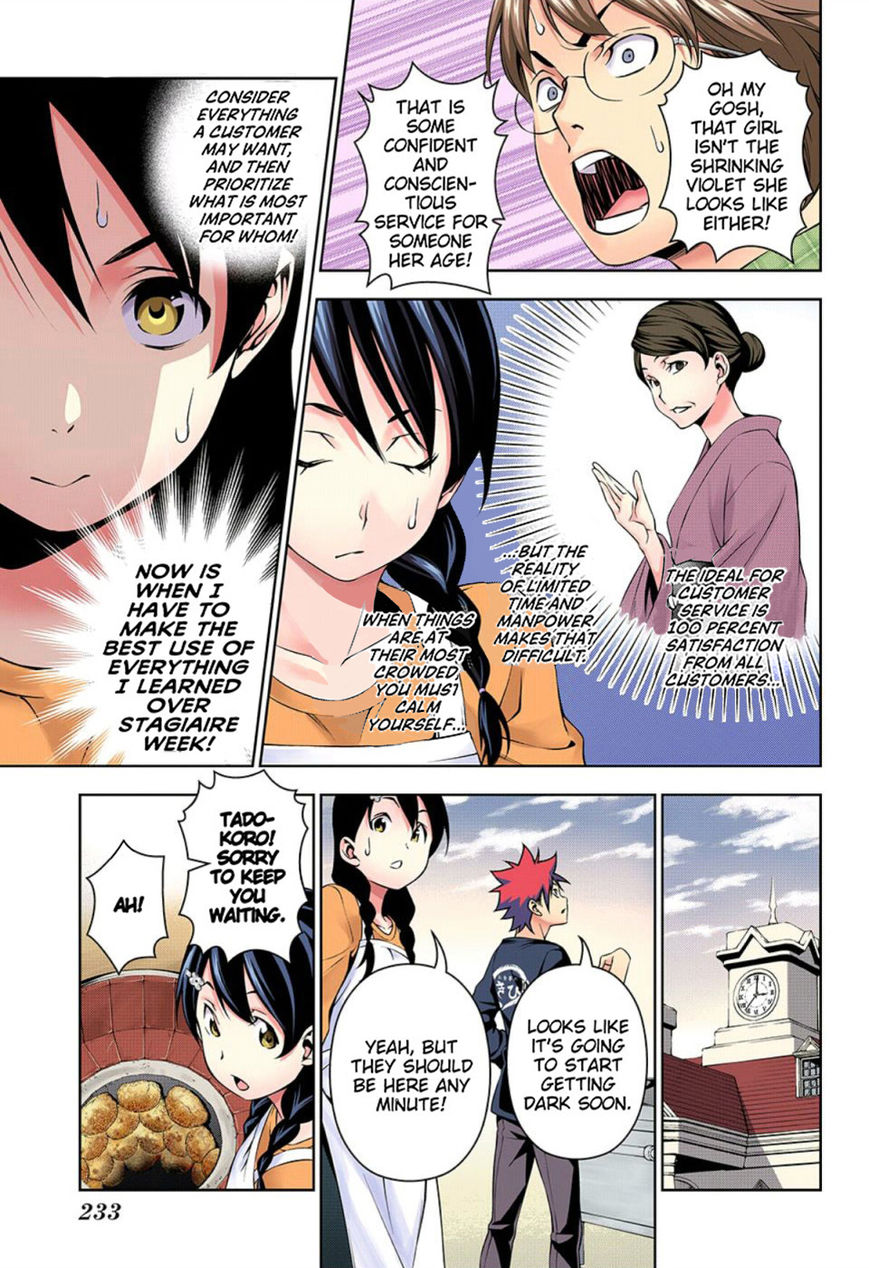 OH MY
GOSH,
THAT GIRL
ISN'T THE
SHRINKING
VIOLET SHE
LOOKS LIKE
EITHER!
THAT IS
SOME
CONFIDENT
AND
CONSCIEN-
TIOUS
SERVICE FOR
SOMEONE
HER AGE!
THE IDEAL FOR
CUSTOMER
SERVICE IS
100 PERCENT
SATISFACTION
FROM ALL
CUSTOMERS...
...BUT THE
REALITY
OF LIMITED
TIME AND
MANPOWER
MAKES THAT
DIFFICULT.
WHEN THINGS
ARE AT
THEIR MOST
CROWDED
YOU MUST
CALM
YOURSELF...
CONSIDER
EVERYTHING
A CUSTOMER
MAY WANT,
AND THEN
PRIORITIZE
WHAT IS MOST
IMPORTANT
FOR WHOM!
NOW IS
WHEN I
HAVE TO
MAKE THE
BEST USE OF
EVERYTHING
I LEARNED
OVER
STAGIAIRE
WEEK!
LOOKS LIKE
IT'S GOING
TO START
GETTING
DARK SOON.
YEAH, BUT
THEY SHOULD
BE HERE ANY
MINUTE!
TADO-
KORO!
SORRY
TO KEEP
YOU
WAITING.
AH!
233